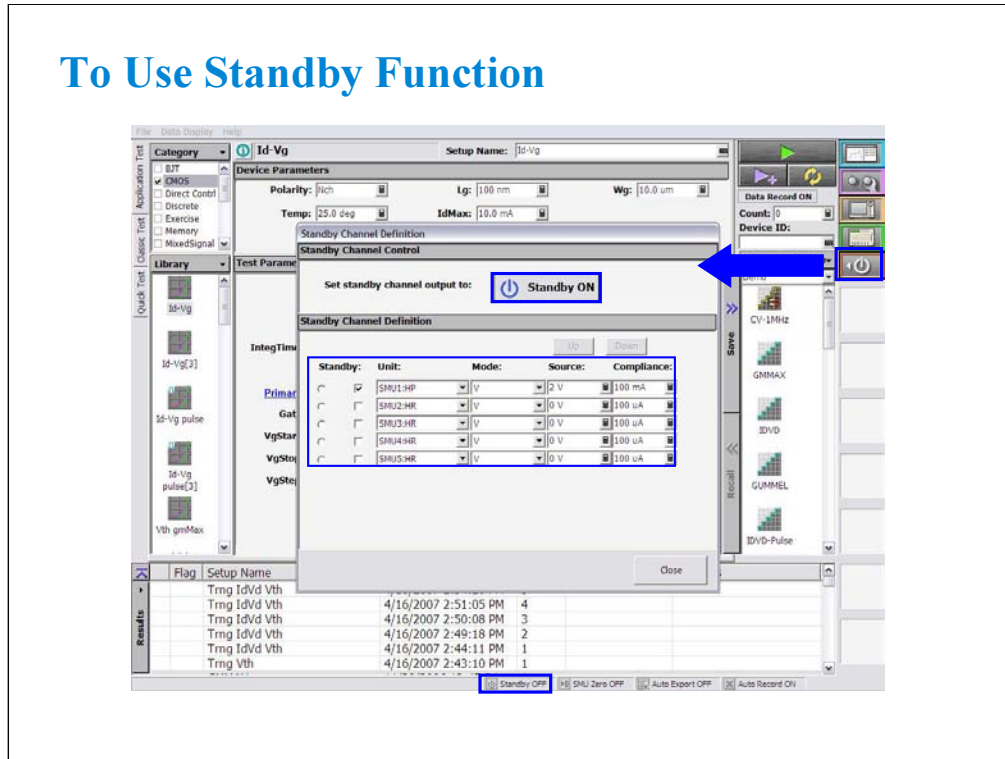 To Use Standby Function
File Data Display Help
Application Test
Classic Test
Quick Test
Category
BJT
CMOS
Direct Contrl
Discrete
Exercise
Memory
MixedSignal
Library
Id-Vg
Id-Vg[3]
Id-Vg pulse
Id-Vg
pulse[3]
Vth gmMax
Id-Vg Setup Name: Id-Vg
Device Parameters
Polarity: Nch Lg: 100 nm Wg: 10.0 um
Temp: 25.0 deg IdMax: 10.0 mA
Test Parame
IntegTime
Primar
Gat
VgStar
VgStop
VgStep
Standby Channel Definition
Standby Channel Control
Set standby channel output to: Standby ON
Standby Channel Definition
Up Down
Standby: Unit: Mode: Source: Compliance:
SMU1:HP V 2 V 100 mA
SMU2:HR V 0 V 100 uA
SMU3:HR V 0 V 100 uA
SMU4:HR V 0 V 100 uA
SMU5:HR V 0 V 100 uA
Close
Data Record ON
Count: 0
Device ID:
Demo
Save
Recall
CV-1MHz
GMMAX
IDVD
GUMMEL
IDVD-Pulse
Results
Flag Setup Name
Trng IdVd Vth
Trng IdVd Vth 4/16/2007 2:51:05 PM 4
Trng IdVd Vth 4/16/2007 2:50:08 PM 3
Trng IdVd Vth 4/16/2007 2:49:18 PM 2
Trng IdVd Vth 4/16/2007 2:44:11 PM 1
Trng Vth 4/16/2007 2:43:10 PM 1
Standby OFF SMU Zero OFF Auto Export OFF Auto Record ON